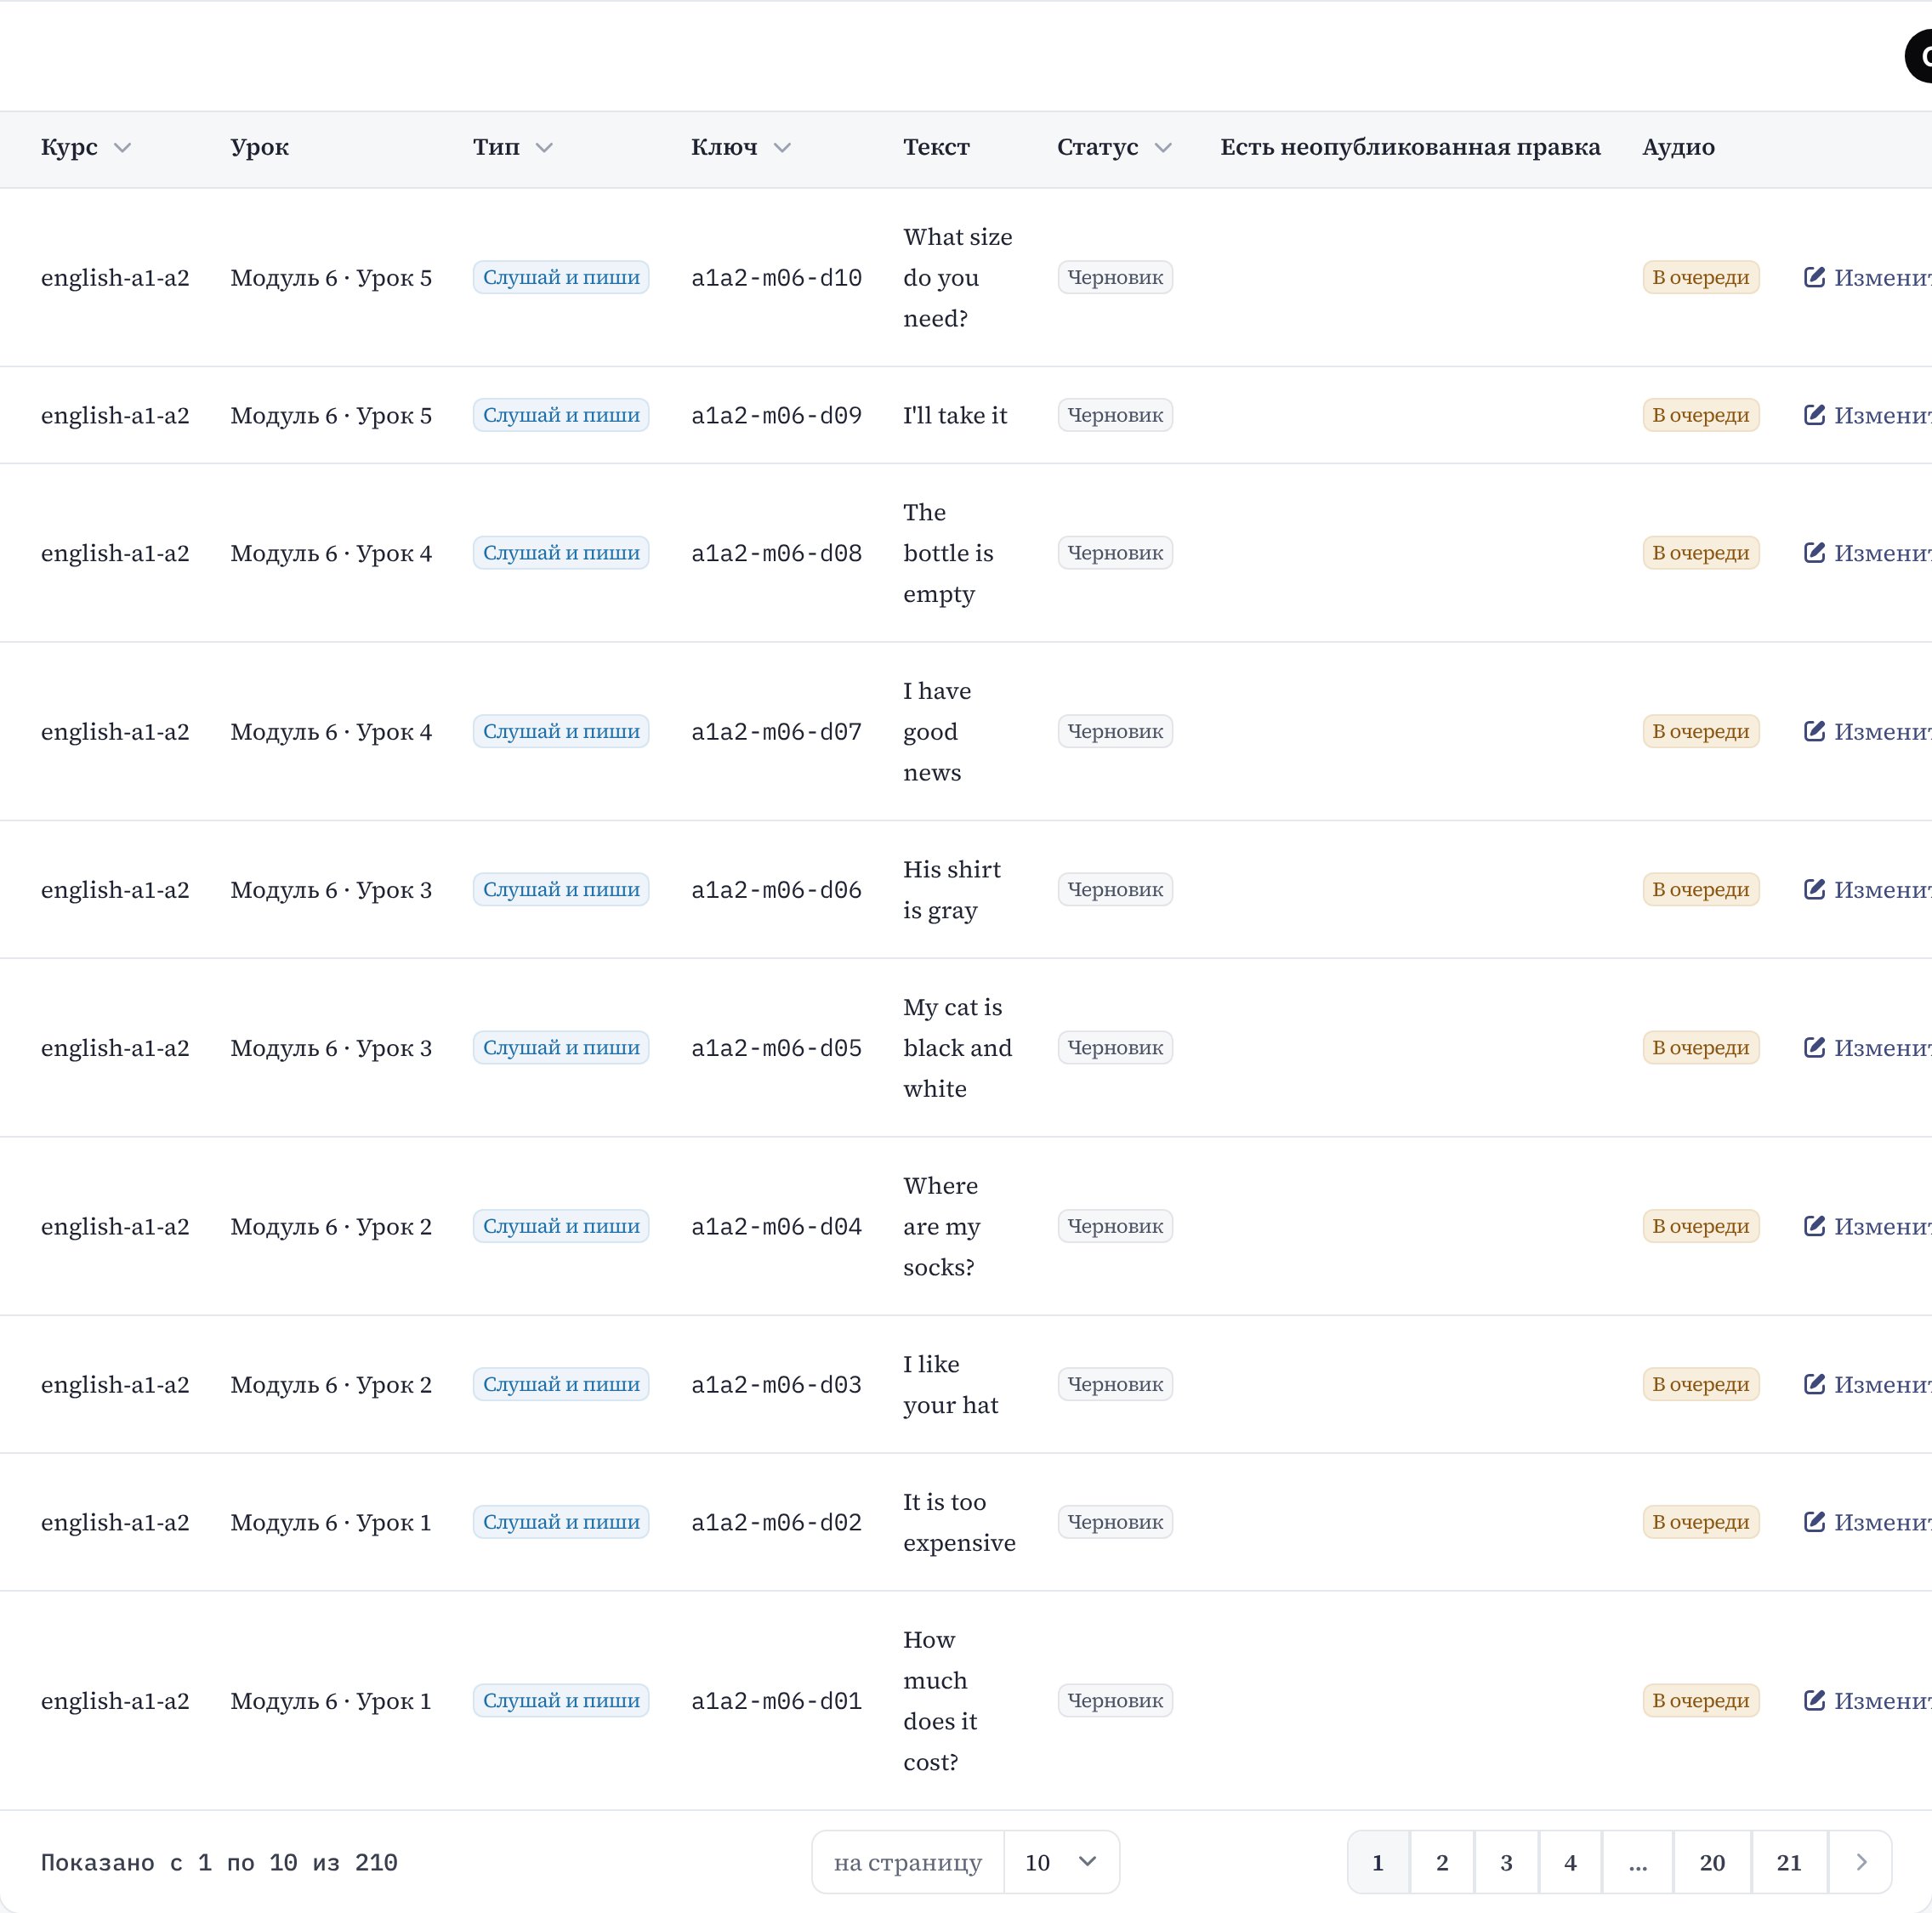 Курс Урок Тип Ключ Текст Статус Есть неопубликованная правка Аудио
What size
english-a1-a2 Модуль 6 · Урок 5 Слушай и пиши a1a2-m06-d10 do you Черновик В очереди Изменит
need?
english-a1-a2 Модуль 6 · Урок 5 Слушай и пиши a1a2-m06-d09 I'll take it Черновик В очереди Изменит
The
english-a1-a2 Модуль 6 · Урок 4 Слушай и пиши a1a2-m06-d08 bottle is Черновик В очереди Изменит
empty
I have
english-a1-a2 Модуль 6 · Урок 4 Слушай и пиши a1a2-m06-d07 good Черновик В очереди Изменит
news
His shirt
english-a1-a2 Модуль 6 · Урок 3 Слушай и пиши a1a2-m06-d06 Черновик В очереди Изменит
is gray
My cat is
english-a1-a2 Модуль 6 · Урок 3 Слушай и пиши a1a2-m06-d05 black and Черновик В очереди Изменит
white
Where
english-a1-a2 Модуль 6 · Урок 2 Слушай и пиши a1a2-m06-d04 are my Черновик В очереди Изменит
socks?
I like
english-a1-a2 Модуль 6 · Урок 2 Слушай и пиши a1a2-m06-d03 Черновик В очереди Изменит
your hat
It is too
english-a1-a2 Модуль 6 · Урок 1 Слушай и пиши a1a2-m06-d02 Черновик В очереди Изменит
expensive
How
much
english-a1-a2 Модуль 6 · Урок 1 Слушай и пиши a1a2-m06-d01 Черновик В очереди Изменит
does it
cost?
Показано с 1 по 10 из 210 на страницу 10 1 2 3 4 ... 20 21